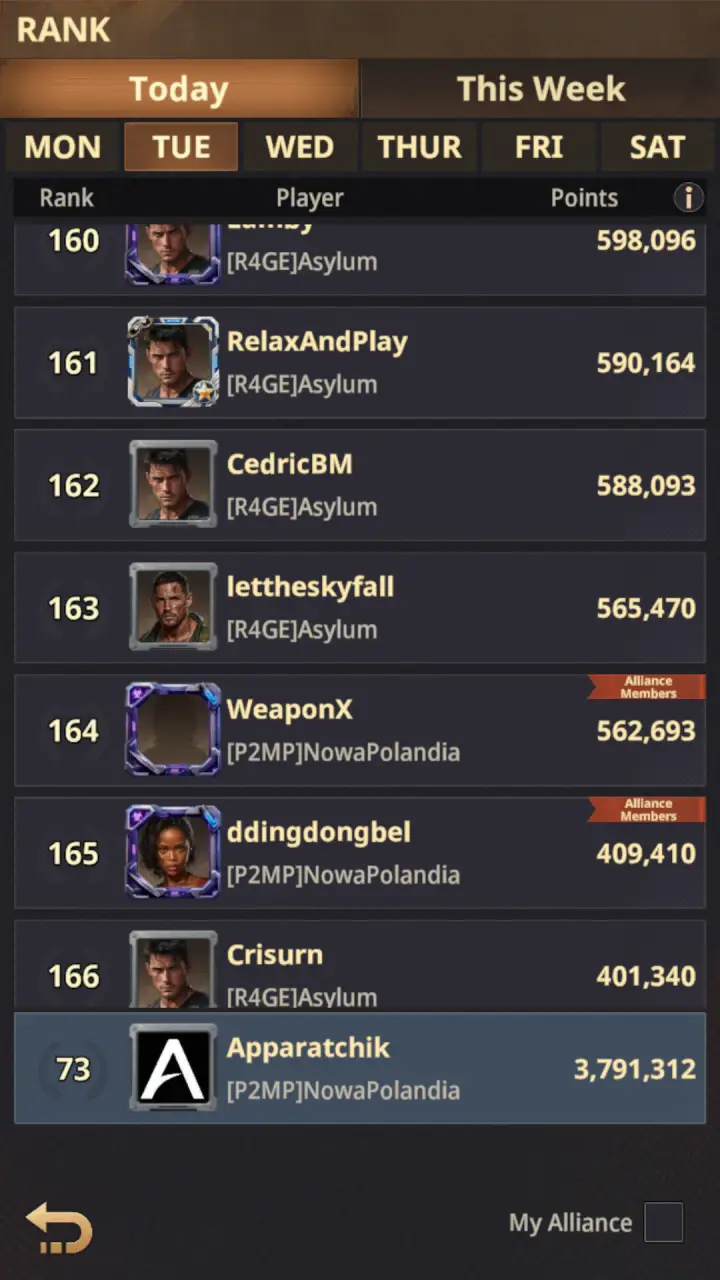 RANK
Today
This Week
MON
TUE
WED
THUR
FRI
SAT
Rank
Player
Points
160
[R4GE]Asylum
598,096
161
RelaxAndPlay
[R4GE]Asylum
590,164
162
CedricBM
[R4GE]Asylum
588,093
163
lettheskyfall
[R4GE]Asylum
565,470
164
WeaponX
[P2MP]NowaPolandia
Alliance
Members
562,693
165
ddingdongbel
[P2MP]NowaPolandia
Alliance
Members
409,410
166
Crisurn
[R4GE]Asylum
401,340
73
Apparatchik
[P2MP]NowaPolandia
3,791,312
My Alliance